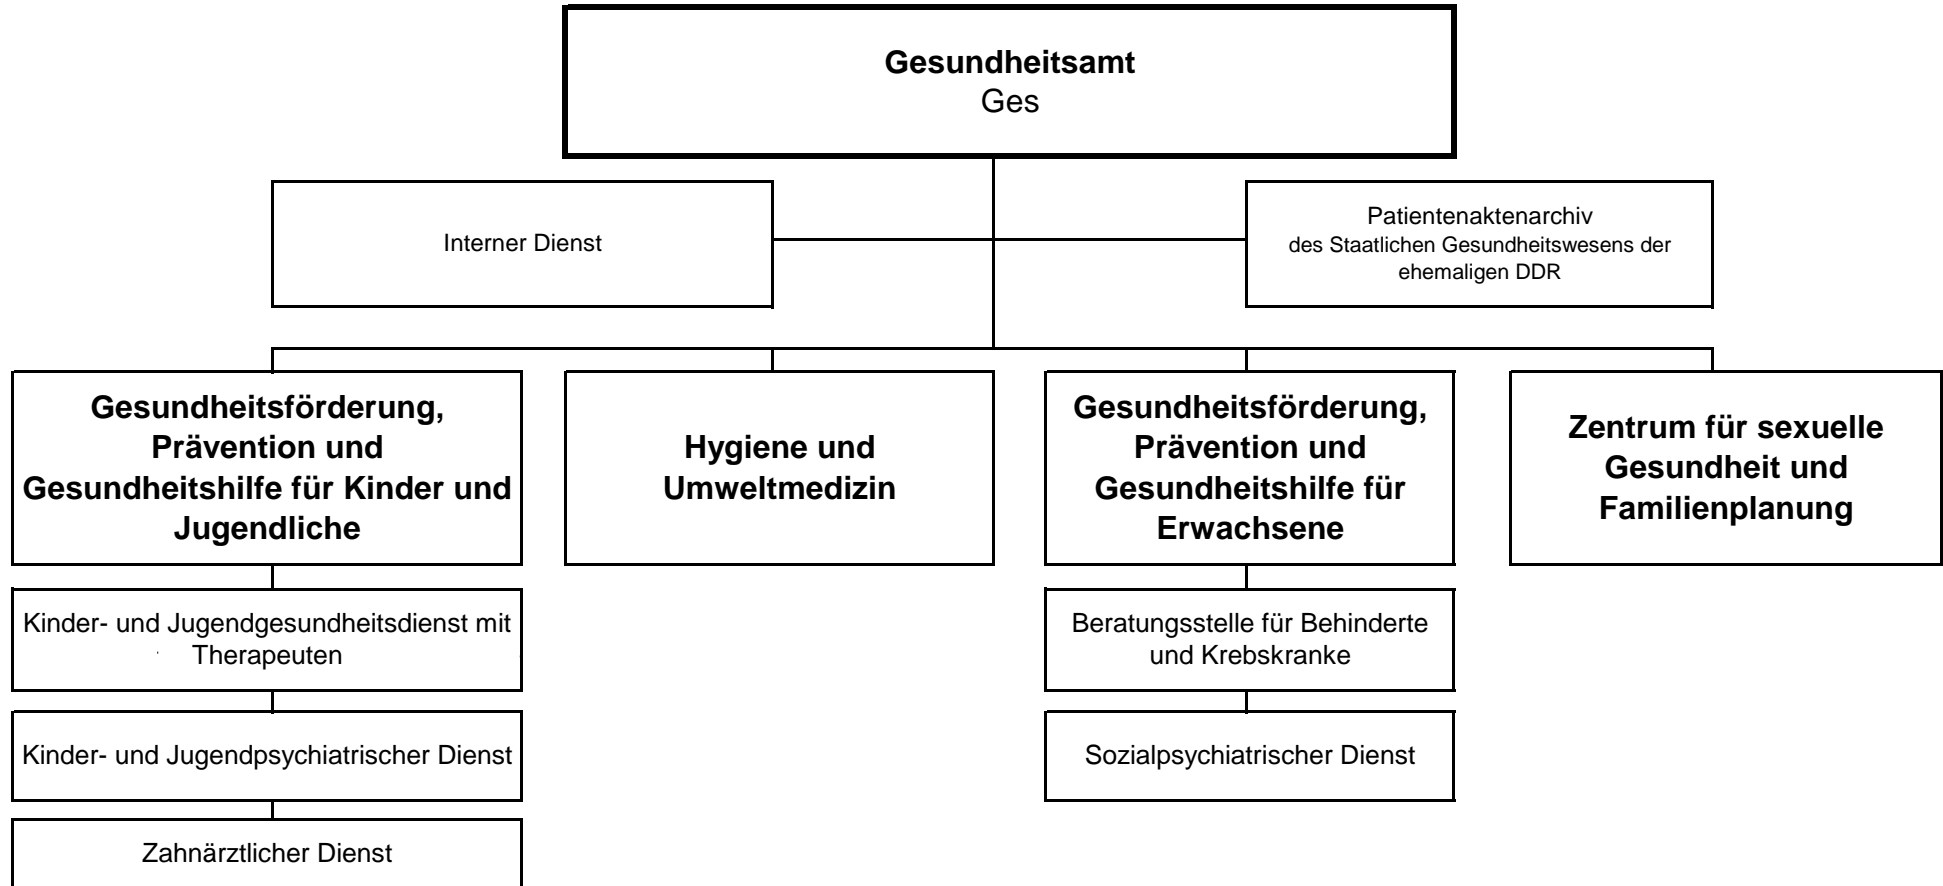 Gesundheitsamt
Ges
Interner Dienst
Patientenaktenarchiv
des Staatlichen Gesundheitswesens der
ehemaligen DDR
Gesundheitsförderung,
Prävention und
Gesundheitshilfe für Kinder und
Jugendliche
Hygiene und
Umweltmedizin
Gesundheitsförderung,
Prävention und
Gesundheitshilfe für
Erwachsene
Zentrum für sexuelle
Gesundheit und
Familienplanung
Kinder- und Jugendgesundheitsdienst mit
Therapeuten
Beratungsstelle für Behinderte
und Krebskranke
Kinder- und Jugendpsychiatrischer Dienst
Sozialpsychiatrischer Dienst
Zahnärztlicher Dienst